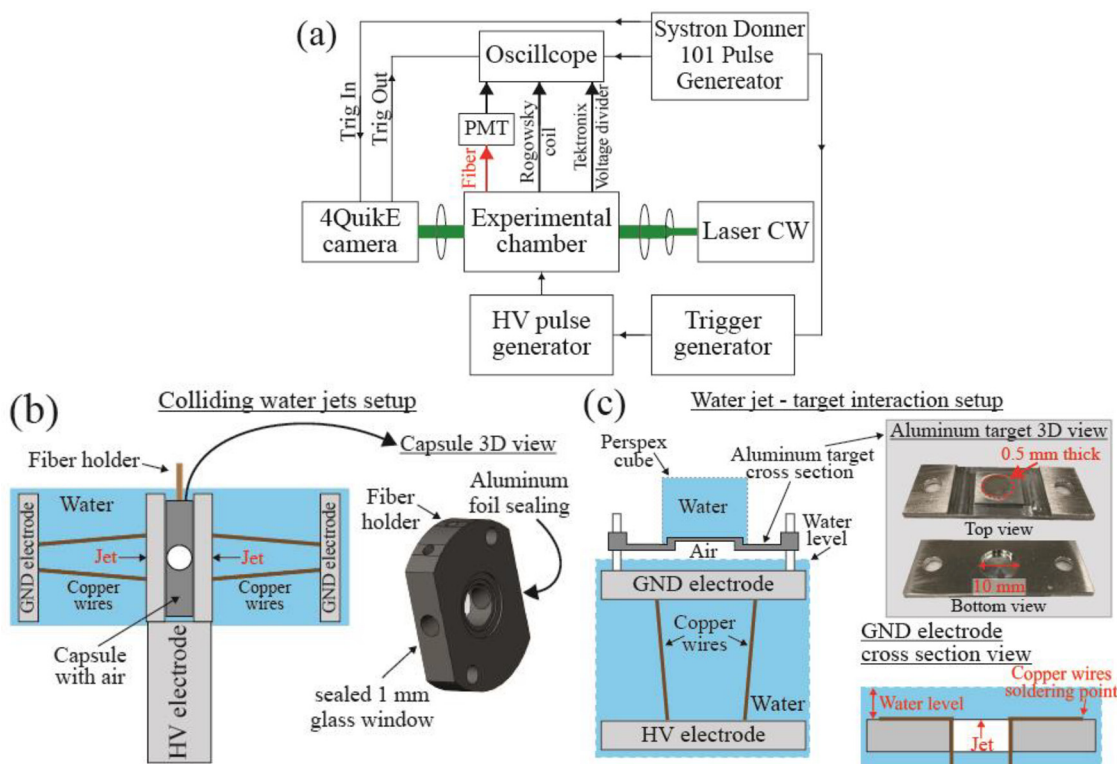 (a)
Systron Donner
101 Pulse
Genereator
Oscillcope
Trig In
Trig Out
PMT
Fiber
Rogowsky
coil
Tektronix
Voltage divider
4QuikE
camera
Experimental
chamber
Laser CW
HV pulse
generator
Trigger
generator
(b)
Colliding water jets setup
Capsule 3D view
Fiber holder
Water
GND electrode
Jet
Jet
GND electrode
Copper
wires
Copper
wires
Capsule
with air
HV electrode
Fiber
holder
Aluminum
foil sealing
sealed 1 mm
glass window
(c)
Water jet - target interaction setup
Perspex
cube
Aluminum target
cross section
Water
Water
level
Air
GND electrode
Copper
wires
Water
HV electrode
Aluminum target 3D view
0.5 mm thick
Top view
10 mm
Bottom view
GND electrode
cross section view
Copper wires
soldering point
Water level
Jet